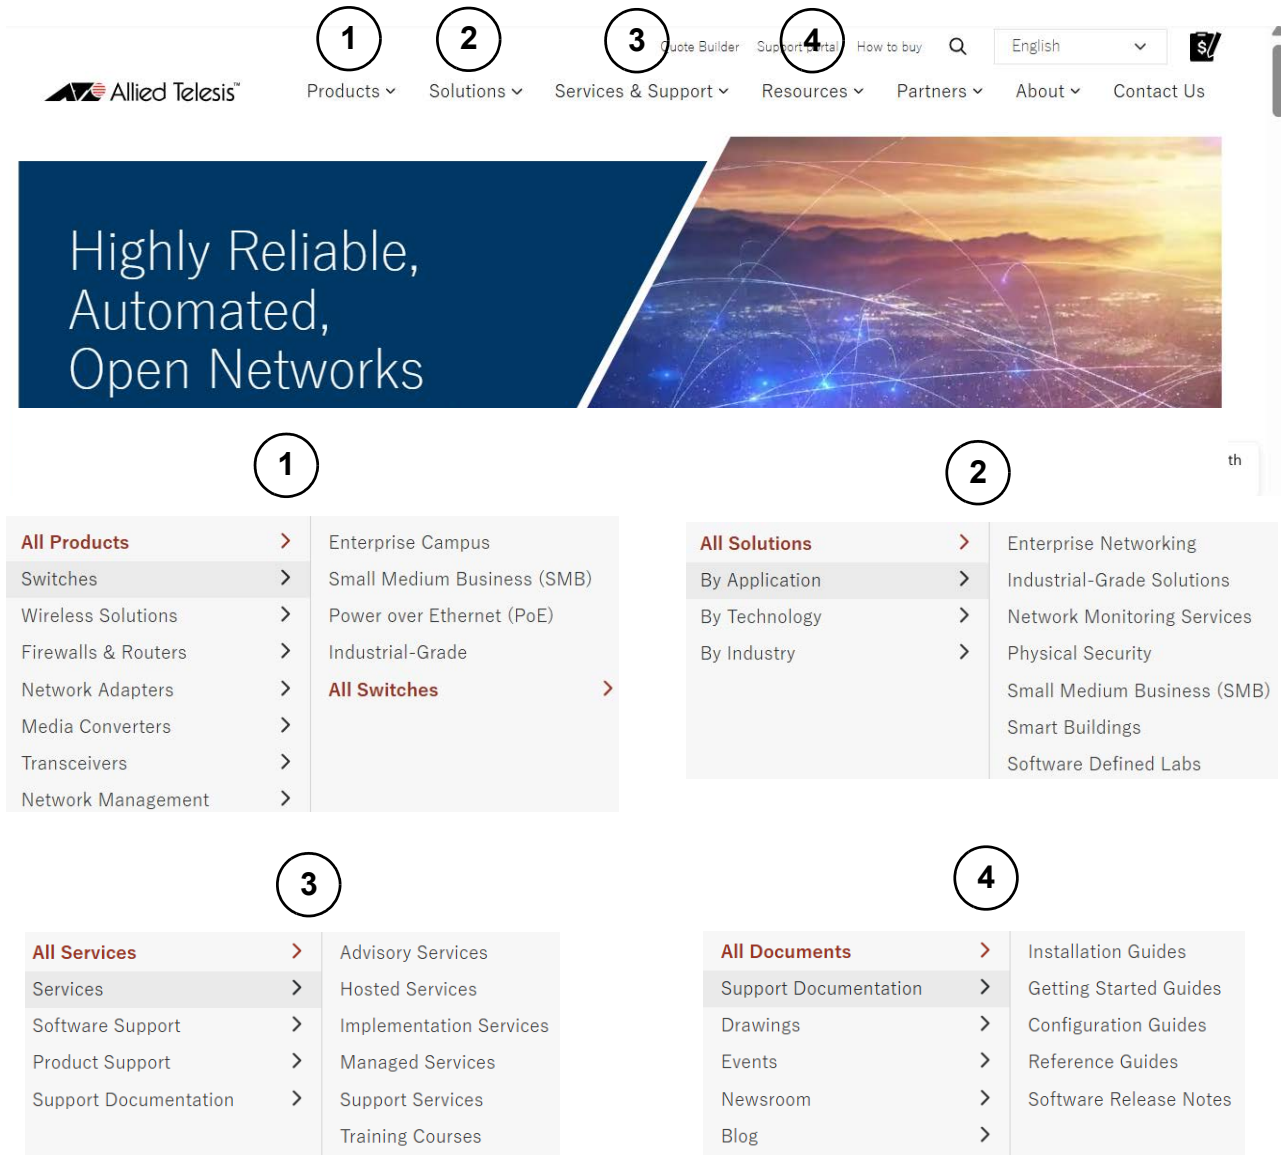 1
2
3
4
Quote Builder
Support portal
How to buy
English
$
Allied Telesis™
Products
Solutions
Services & Support
Resources
Partners
About
Contact Us
Highly Reliable,
Automated,
Open Networks
th
1
All Products
Switches
Wireless Solutions
Firewalls & Routers
Network Adapters
Media Converters
Transceivers
Network Management
Enterprise Campus
Small Medium Business (SMB)
Power over Ethernet (PoE)
Industrial-Grade
All Switches
2
All Solutions
By Application
By Technology
By Industry
Enterprise Networking
Industrial-Grade Solutions
Network Monitoring Services
Physical Security
Small Medium Business (SMB)
Smart Buildings
Software Defined Labs
3
All Services
Services
Software Support
Product Support
Support Documentation
Advisory Services
Hosted Services
Implementation Services
Managed Services
Support Services
Training Courses
4
All Documents
Support Documentation
Drawings
Events
Newsroom
Blog
Installation Guides
Getting Started Guides
Configuration Guides
Reference Guides
Software Release Notes